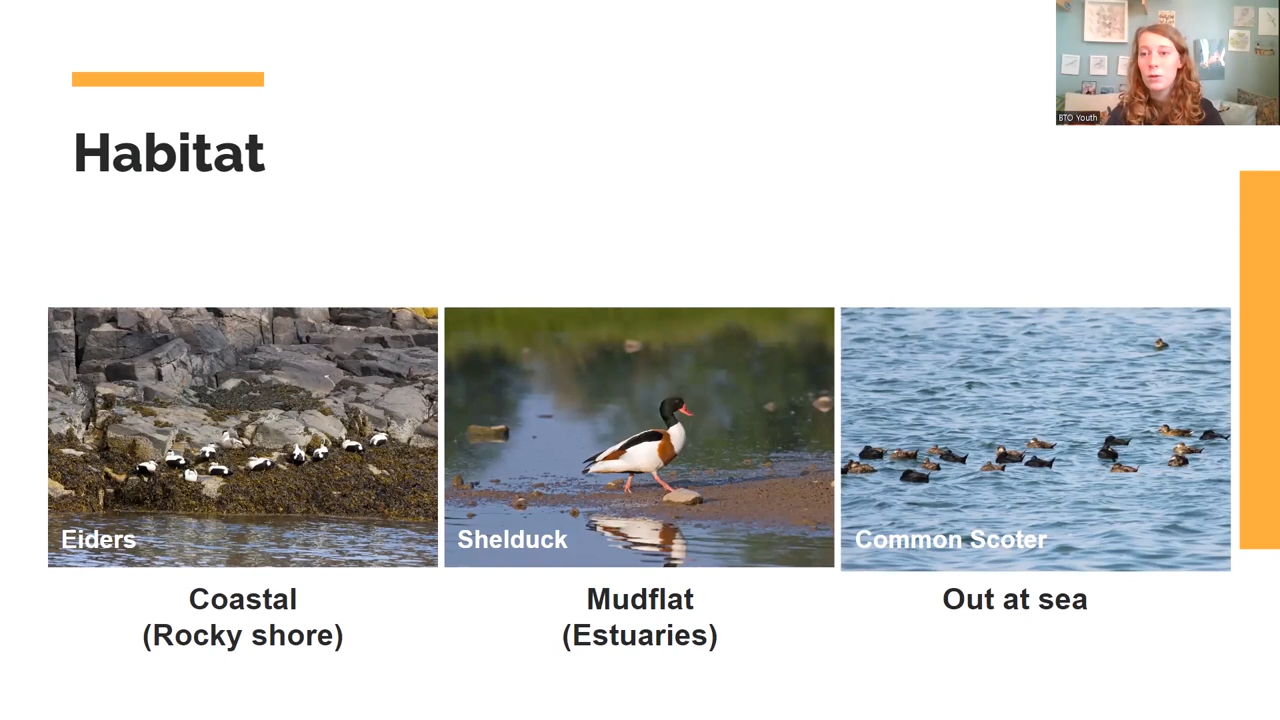 BTO Youth
Habitat
Eiders
Shelduck
Common Scoter
Coastal
(Rocky shore)
Mudflat
(Estuaries)
Out at sea